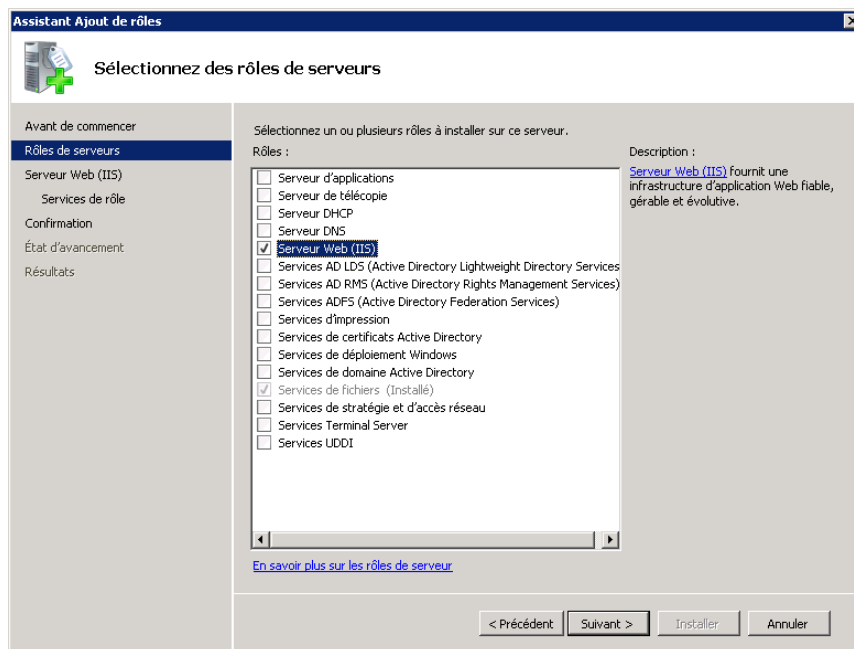 Assistant Ajout de rôles
Sélectionnez des rôles de serveurs
Avant de commencer
Rôles de serveurs
Serveur Web (IIS)
Services de rôle
Confirmation
État d'avancement
Résultats
Sélectionnez un ou plusieurs rôles à installer sur ce serveur.
Rôles :
Serveur d'applications
Serveur de télécopie
Serveur DHCP
Serveur DNS
Serveur Web (IIS)
Services AD LDS (Active Directory Lightweight Directory Services
Services AD RMS (Active Directory Rights Management Services)
Services ADFS (Active Directory Federation Services)
Services d'impression
Services de certificats Active Directory
Services de déploiement Windows
Services de domaine Active Directory
Services de fichiers (Installé)
Services de stratégie et d'accès réseau
Services Terminal Server
Services UDDI
En savoir plus sur les rôles de serveur
Description :
Serveur Web (IIS) fournit une
infrastructure d'application Web fiable,
gérable et évolutive.
< Précédent
Suivant >
Installer
Annuler